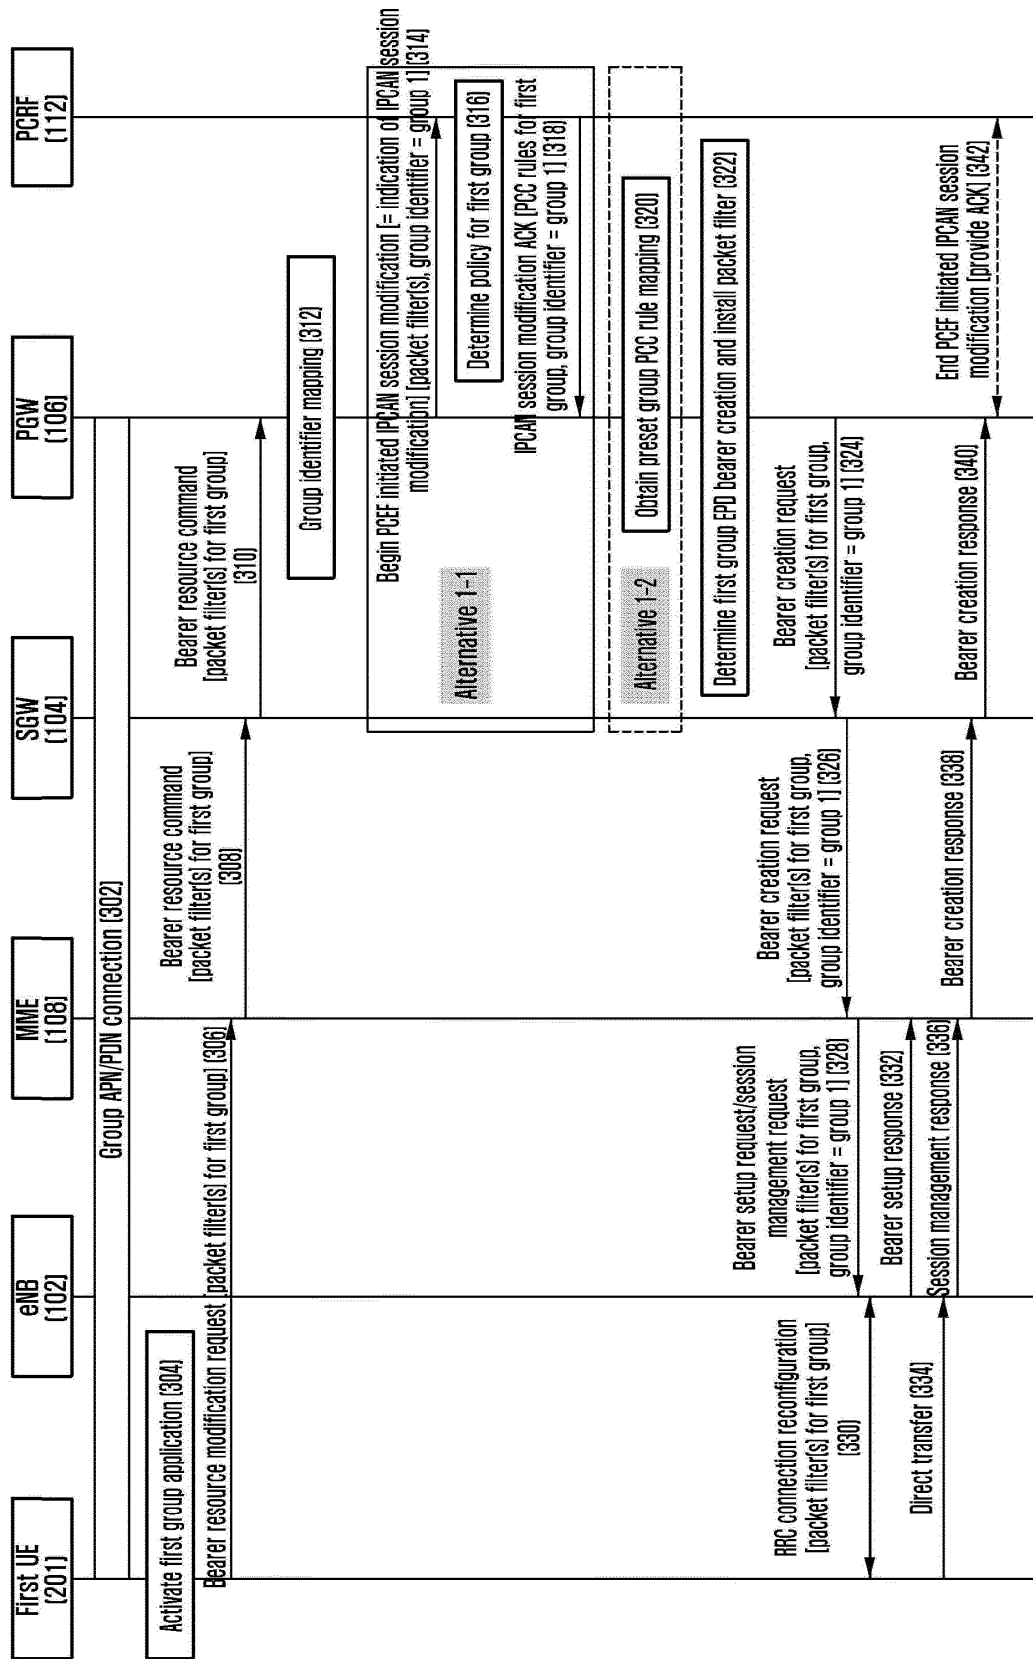 First UE
(201)
eNB
(102)
MME
(108)
SGW
(104)
PGW
(106)
PCRF
(112)
Group APN/PDN connection (302)
Activate first group application (304)
Bearer resource modification request [packet filter(s) for first group] (306)
Bearer resource command
[packet filter(s) for first group]
(308)
Bearer resource command
[packet filter(s) for first group]
(310)
Group identifier mapping (312)
Begin PCEF initiated IPCAN session modification [= indication of IPCAN session
modification] [packet filter(s), group identifier = group 1] (314)
Alternative 1-1
Determine policy for first group (316)
IPCAN session modification ACK [PCC rules for first
group, group identifier = group 1] (318)
Alternative 1-2
Obtain preset group PCC rule mapping (320)
Determine first group EPD bearer creation and install packet filter (322)
Bearer creation request
[packet filter(s) for first group,
group identifier = group 1] (324)
Bearer creation request
[packet filter(s) for first group,
group identifier = group 1] (326)
Bearer setup request/session
management request
[packet filter(s) for first group,
group identifier = group 1] (328)
RRC connection reconfiguration
[packet filter(s) for first group]
(330)
Bearer setup response (332)
Direct transfer (334)
Session management response (336)
Bearer creation response (338)
Bearer creation response (340)
End PCEF initiated IPCAN session
modification [provide ACK] (342)